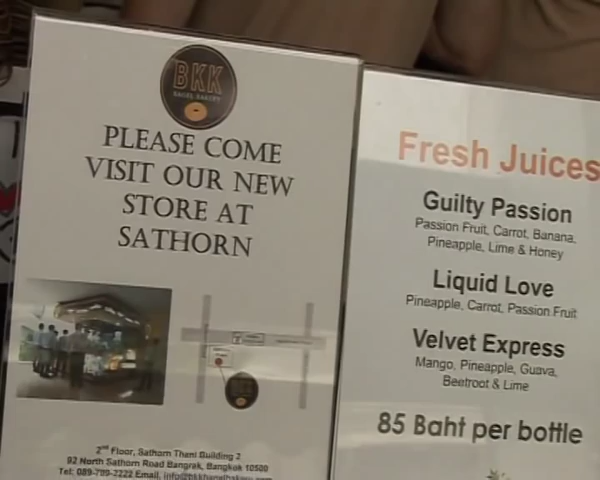 BKK
BAGEL BAKERY
PLEASE COME
VISIT OUR NEW
STORE AT
SATHORN
2nd Floor, Sathorn Thani Building 2
92 North Sathorn Road Bangrak, Bangkok 10500
Tel: 089-789-2222 Email.
Fresh Juices
Guilty Passion
Passion Fruit, Carrot, Banana,
Pineapple, Lime & Honey
Liquid Love
Pineapple, Carrot, Passion Fruit
Velvet Express
Mango, Pineapple, Guava,
Beetroot & Lime
85 Baht per bottle